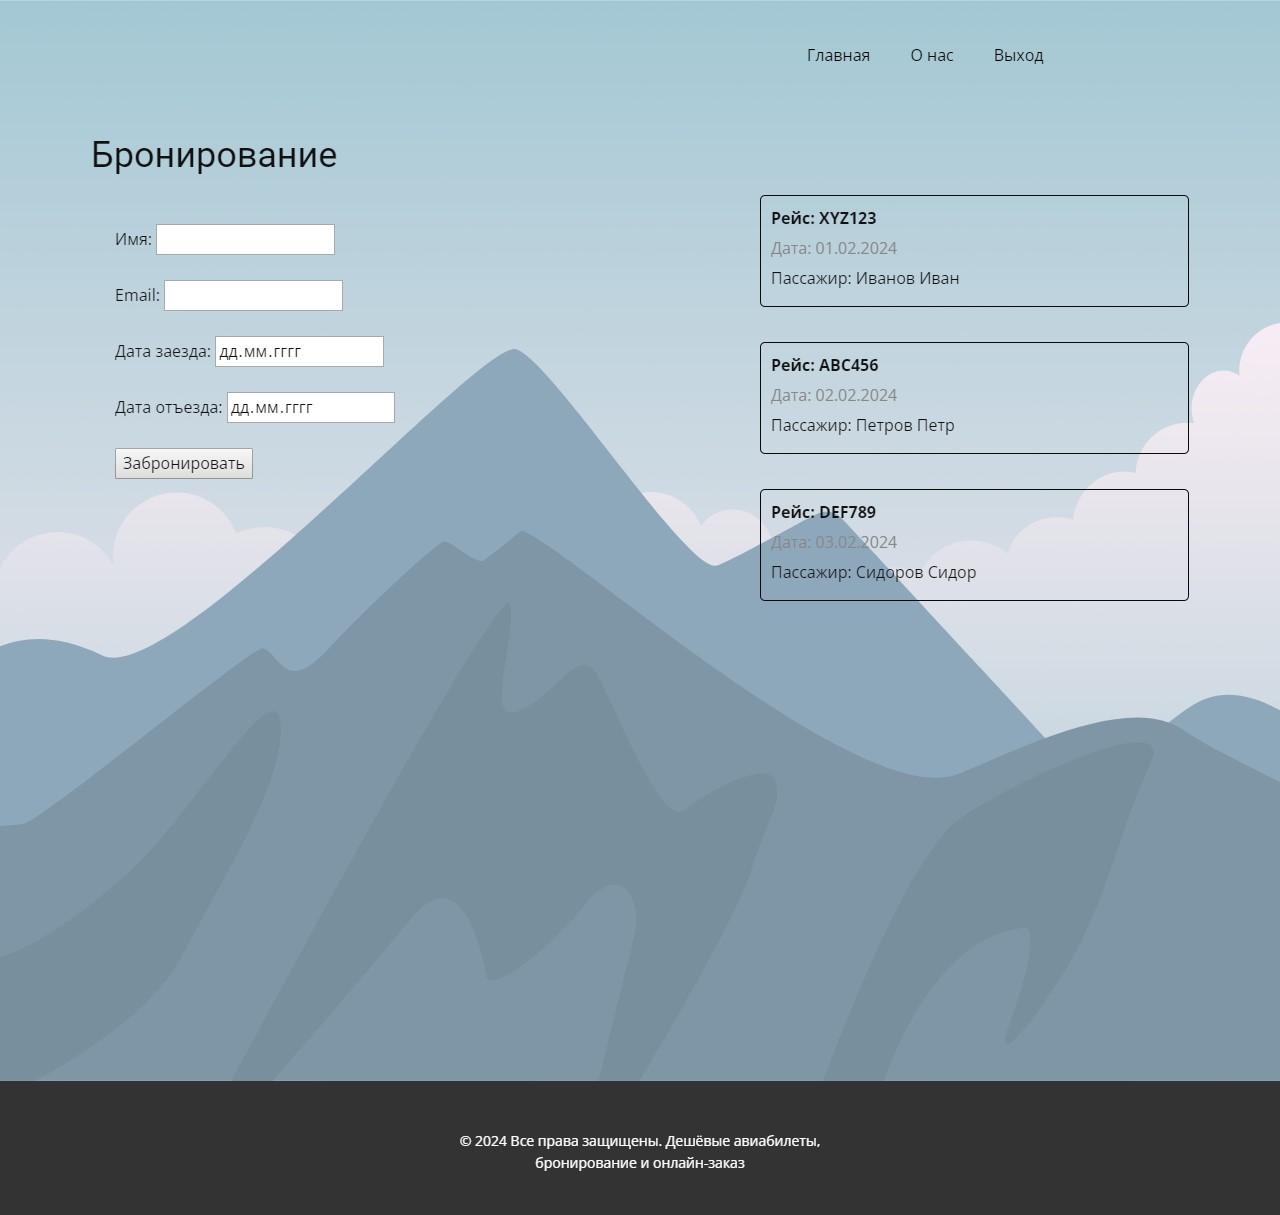 Главная О нас Выход
Бронирование
Имя:
Email:
Дата заезда: дд.мм.гггг
Дата отъезда: дд.мм.гггг
Забронировать
Рейс: XYZ123
Дата: 01.02.2024
Пассажир: Иванов Иван
Рейс: ABC456
Дата: 02.02.2024
Пассажир: Петров Петр
Рейс: DEF789
Дата: 03.02.2024
Пассажир: Сидоров Сидор
© 2024 Все права защищены. Дешёвые авиабилеты,
бронирование и онлайн-заказ